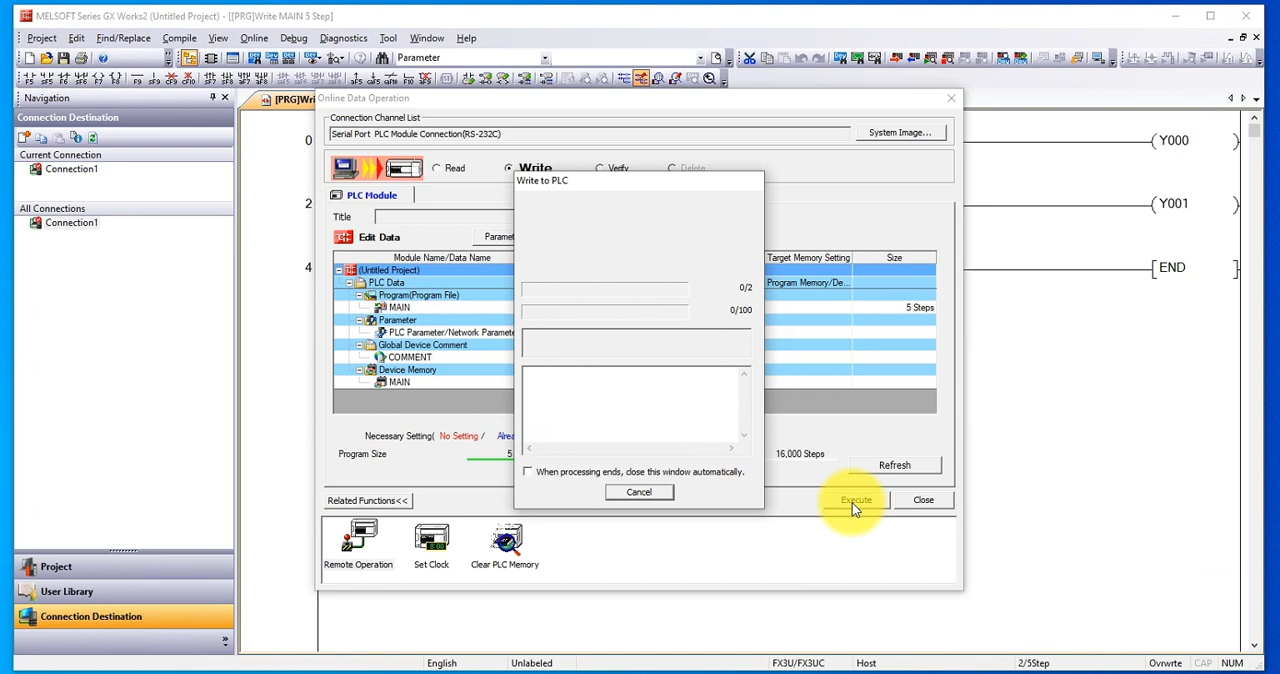 MELSOFT Series GX Works2 (Untitled Project) - [[PRG]Write MAIN 5 Step]
Project Edit Find/Replace Compile View Online Debug Diagnostics Tool Window Help
Parameter
Navigation
[PRG]Wri
Connection Destination
Current Connection
Connection1
All Connections
Connection1
Project
User Library
Connection Destination
Online Data Operation
Connection Channel List
Serial Port PLC Module Connection(RS-232C)
System Image...
Read Write Verify Delete
PLC Module
Title
Edit Data
Module Name/Data Name Target Memory Setting Size
(Untitled Project)
PLC Data Program Memory/De...
Program(Program File)
MAIN 5 Steps
Parameter
PLC Parameter/Network Paramete
Global Device Comment
COMMENT
Device Memory
MAIN
Necessary Setting( No Setting /
Program Size 5 16,000 Steps
Refresh
Related Functions<< Execute Close
Remote Operation Set Clock Clear PLC Memory
Write to PLC
0/2
0/100
When processing ends, close this window automatically.
Cancel
0 Y000
2 Y001
4 END
English Unlabeled FX3U/FX3UC Host 2/5Step Ovrwrte CAP NUM